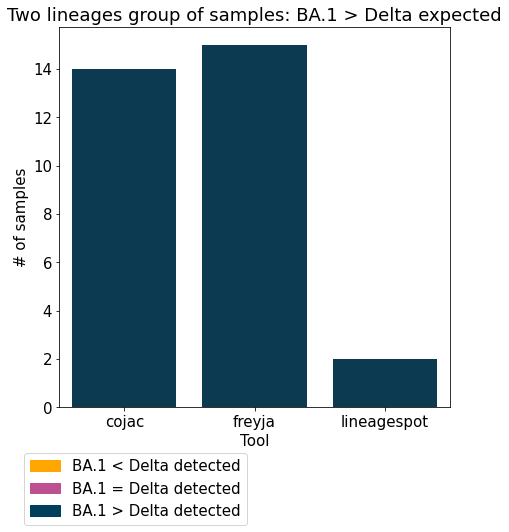 Two lineages group of samples: BA.1 > Delta expected
14
12
10
8
6
4
2
0
# of samples
cojac freyja lineagespot
Tool
BA.1 < Delta detected
BA.1 = Delta detected
BA.1 > Delta detected